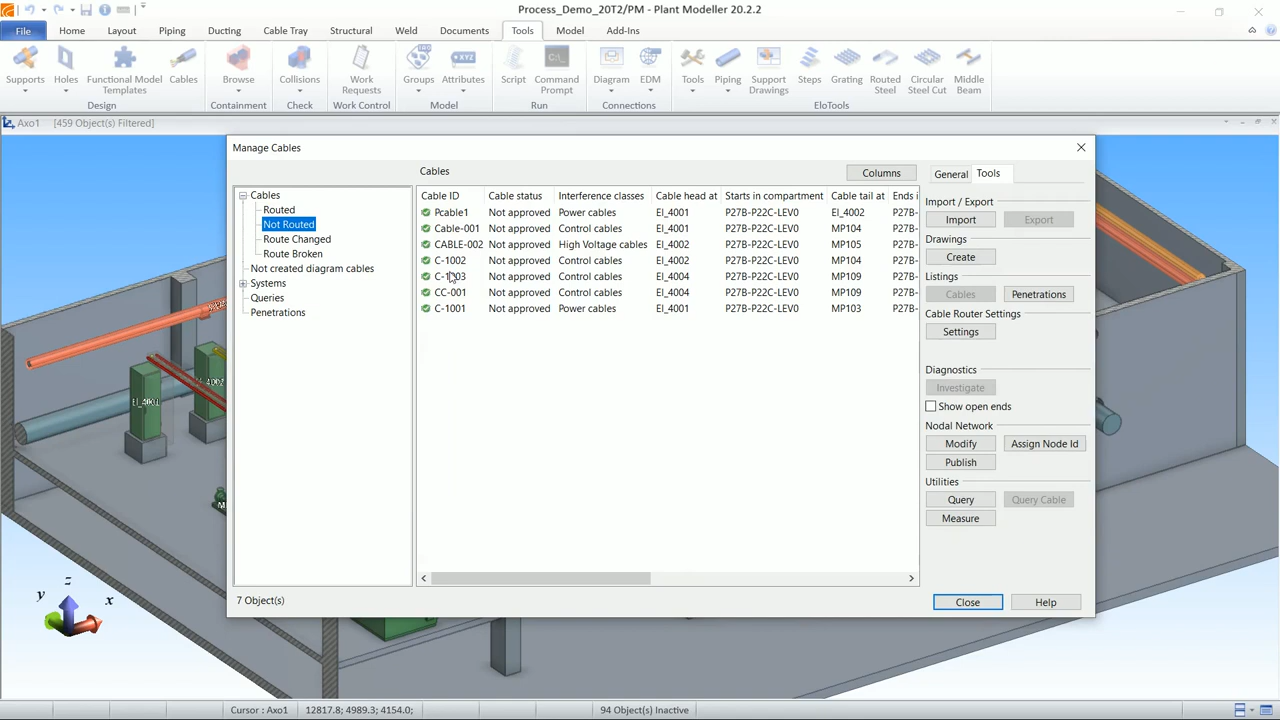 Process_Demo_20T2/PM - Plant Modeller 20.2.2
File Home Layout Piping Ducting Cable Tray Structural Weld Documents Tools Model Add-Ins
Supports Holes Functional Model Templates Cables Browse Collisions Work Requests Groups Attributes Script Command Prompt Diagram EDM Tools Piping Support Drawings Steps Grating Routed Steel Circular Steel Cut Middle Beam
Design Containment Check Work Control Model Run Connections EloTools
Axo1 [459 Object(s) Filtered]
Manage Cables
Cables
Routed
Not Routed
Route Changed
Route Broken
Not created diagram cables
Systems
Queries
Penetrations
Cables Columns
Cable ID Cable status Interference classes Cable head at Starts in compartment Cable tail at Ends i
Pcable1 Not approved Power cables EI_4001 P27B-P22C-LEV0 EI_4002 P27B-
Cable-001 Not approved Control cables EI_4001 P27B-P22C-LEV0 MP104 P27B-
CABLE-002 Not approved High Voltage cables EI_4002 P27B-P22C-LEV0 MP105 P27B-
C-1002 Not approved Control cables EI_4002 P27B-P22C-LEV0 MP104 P27B-
C-1003 Not approved Control cables EI_4004 P27B-P22C-LEV0 MP109 P27B-
CC-001 Not approved Control cables EI_4004 P27B-P22C-LEV0 MP109 P27B-
C-1001 Not approved Power cables EI_4001 P27B-P22C-LEV0 MP103 P27B-
General Tools
Import / Export
Import Export
Drawings
Create
Listings
Cables Penetrations
Cable Router Settings
Settings
Diagnostics
Investigate
Show open ends
Nodal Network
Modify Assign Node Id
Publish
Utilities
Query Query Cable
Measure
7 Object(s)
Close Help
EI_4001
z
y
x
Cursor : Axo1 12817.8; 4989.3; 4154.0; 94 Object(s) Inactive